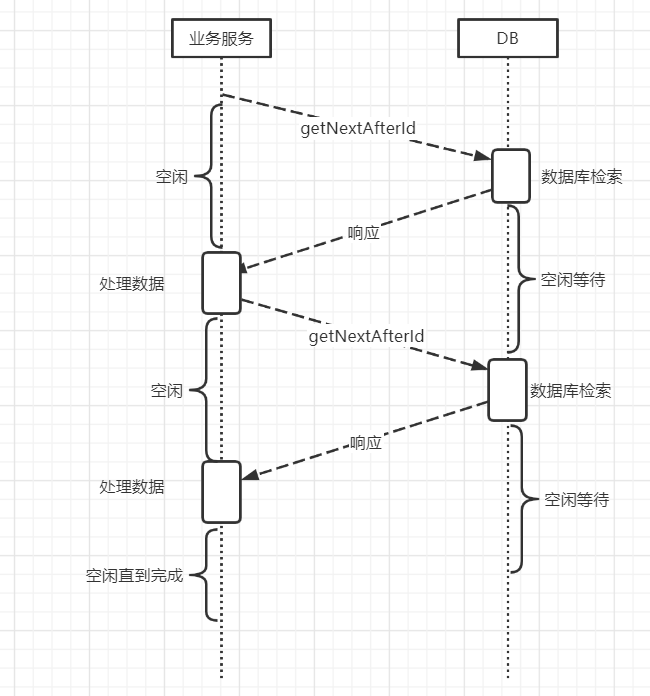 业务服务
DB
getNextAfterId
空闲
数据库检索
响应
处理数据
空闲等待
getNextAfterId
空闲
数据库检索
响应
处理数据
空闲等待
空闲直到完成